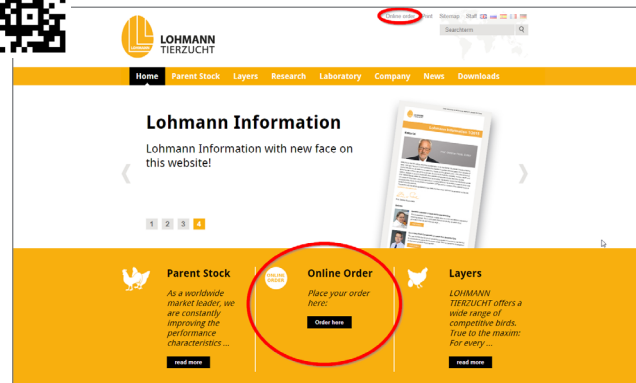 Online order Print Sitemap Staff
LOHMANN
TIERZUCHT
Searchterm
Home Parent Stock Layers Research Laboratory Company News Downloads
Lohmann Information
Lohmann Information with new face on
this website!
1 2 3 4
Parent Stock
As a worldwide
market leader, we
are constantly
improving the
performance
characteristics ...
read more
ONLINE
ORDER
Online Order
Place your order
here:
Order here
Layers
LOHMANN
TIERZUCHT offers a
wide range of
competitive birds.
True to the maxim:
For every ...
read more